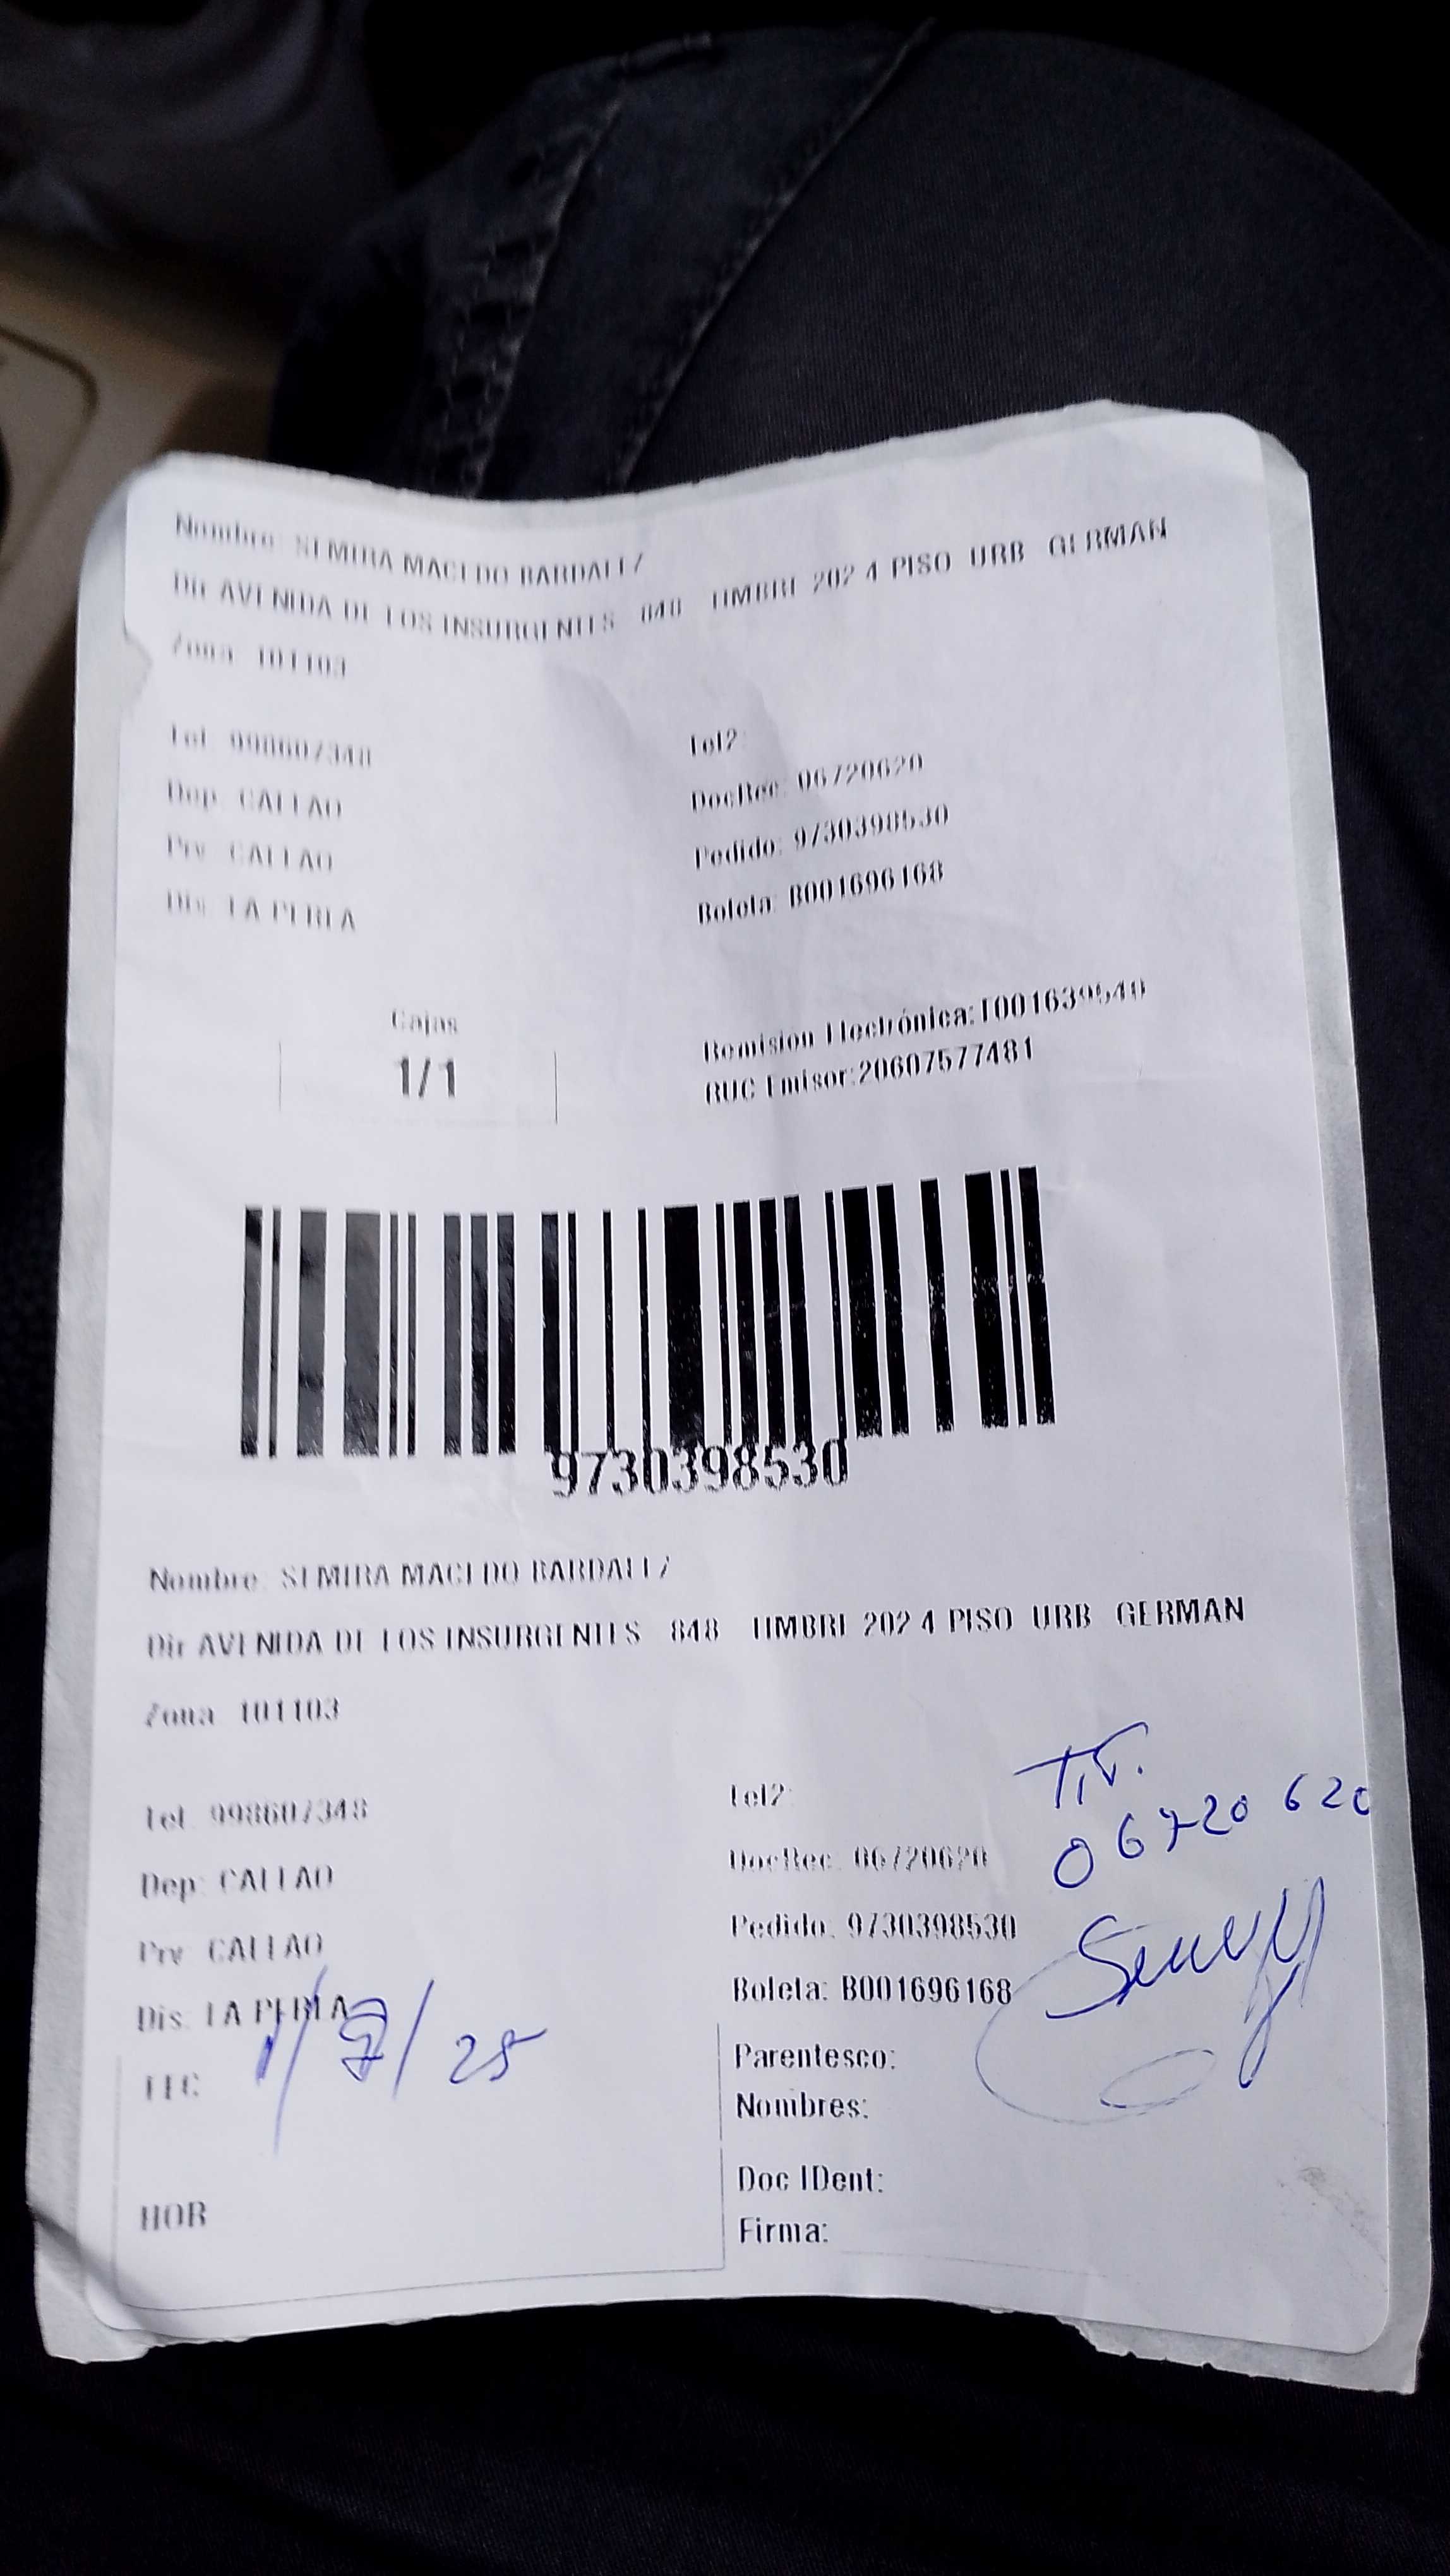 Nombre: SEMIRA MACEDO BARDALEZ
Dir AVENIDA DE LOS INSURGENTES 848 TIMBRE 202 4 PISO URB GERMAN
Zona 101103
Tel. 998607348
Tel2:
Dep. CALLAO
DocRec: 06720620
Prv. CALLAO
Pedido: 9730398530
Dis. LA PERLA
Boleta: B001696168
Cajas
1/1
Remision Electrónica:T001639540
RUC Emisor:20607577481
9730398530
Nombre: SEMIRA MACEDO BARDALEZ
Dir AVENIDA DE LOS INSURGENTES 848 TIMBRE 202 4 PISO URB GERMAN
Zona 101103
Tel. 998607348
Tel2:
Dep: CALLAO
DocRec. 06720620
Prv CALLAO
Pedido. 9730398530
Dis. LA PERLA
Boleta: B001696168
TIT.
06720620
FEC 1/7/25
Parentesco:
Nombres:
HOR
Doc IDent:
Firma: